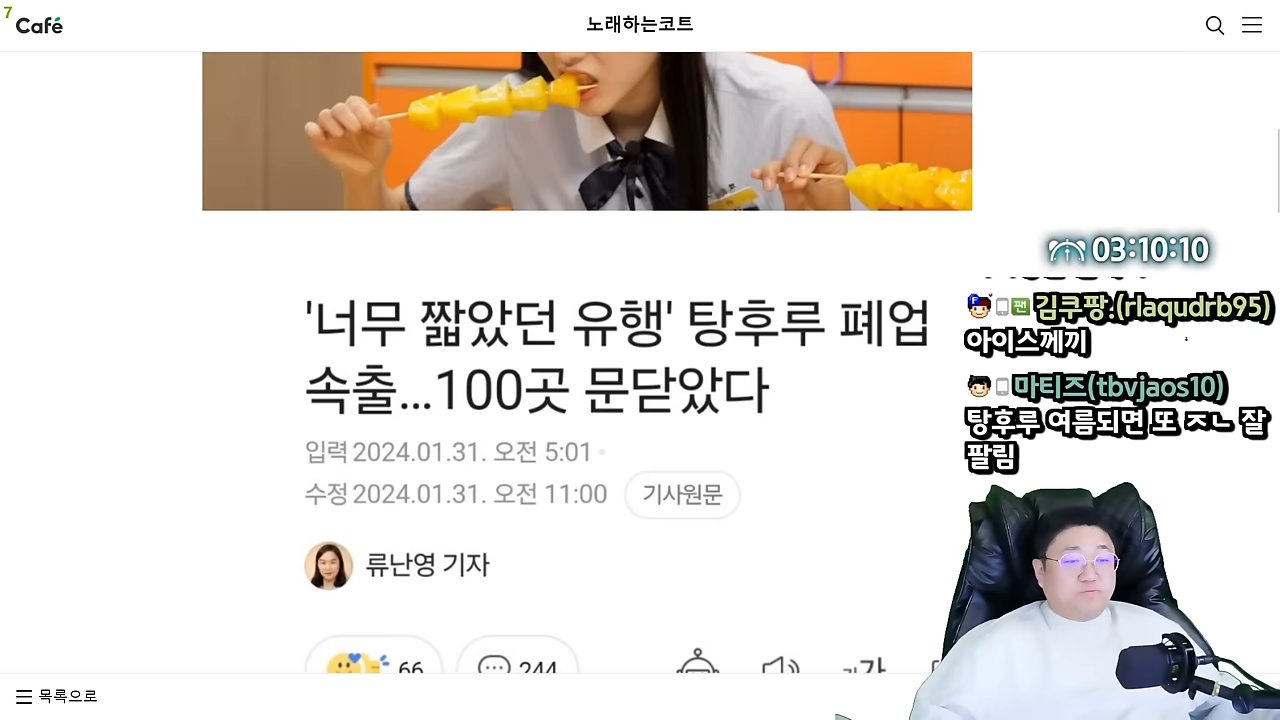 7
Café
노래하는코트
03:10:10
팬 김쿠팡.(rlaqudrb95)
아이스께끼
마티즈(tbvjaos10)
탕후루 여름되면 또 ㅈㄴ 잘
팔림
'너무 짧았던 유행' 탕후루 폐업
속출...100곳 문닫았다
입력 2024.01.31. 오전 5:01
수정 2024.01.31. 오전 11:00 기사원문
류난영 기자
66 244
목록으로